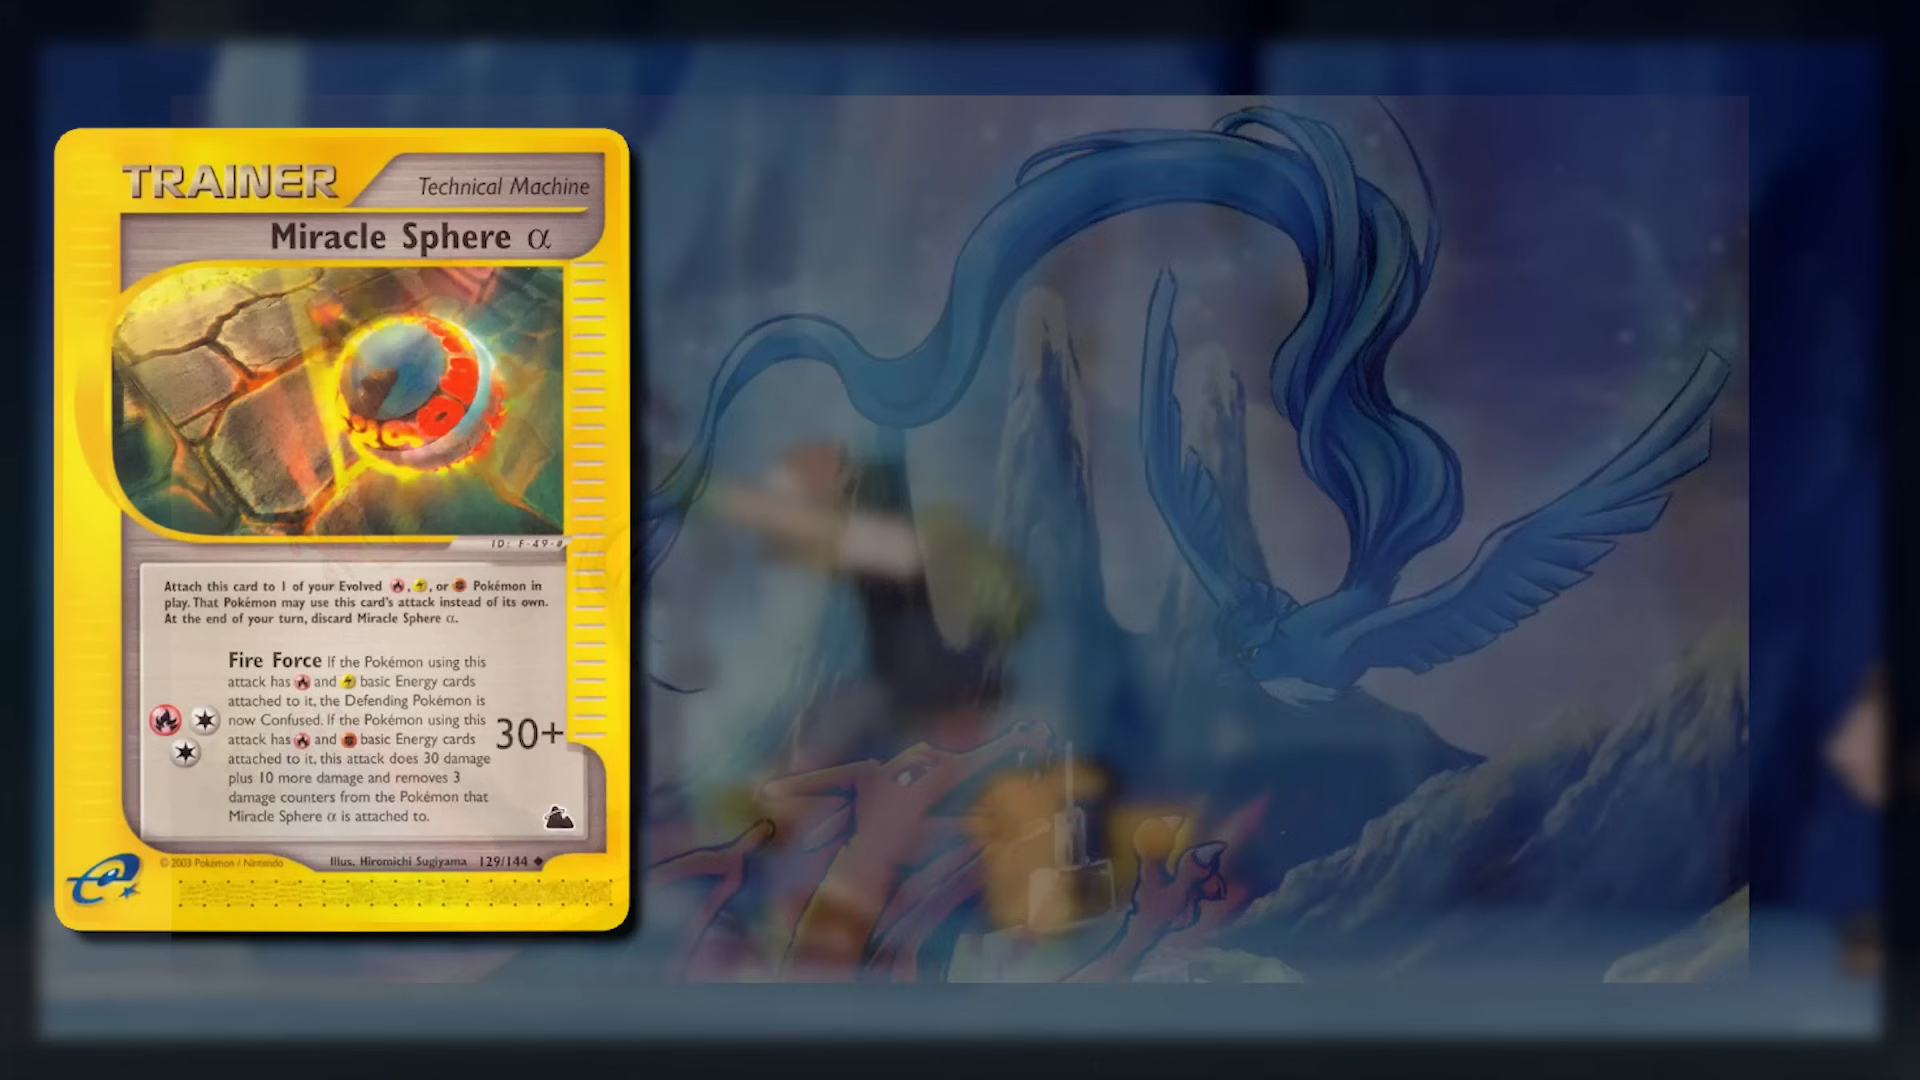 TRAINER
Technical Machine
Miracle Sphere α
ID: F-49-#
Attach this card to 1 of your Evolved , , or Pokémon in
play. That Pokémon may use this card's attack instead of its own.
At the end of your turn, discard Miracle Sphere α.
Fire Force If the Pokémon using this
attack has and basic Energy cards
attached to it, the Defending Pokémon is
now Confused. If the Pokémon using this
attack has and basic Energy cards
attached to it, this attack does 30 damage
plus 10 more damage and removes 3
damage counters from the Pokémon that
Miracle Sphere α is attached to.
30+
© 2003 Pokémon / Nintendo
Illus. Hiromichi Sugiyama 129/144
e